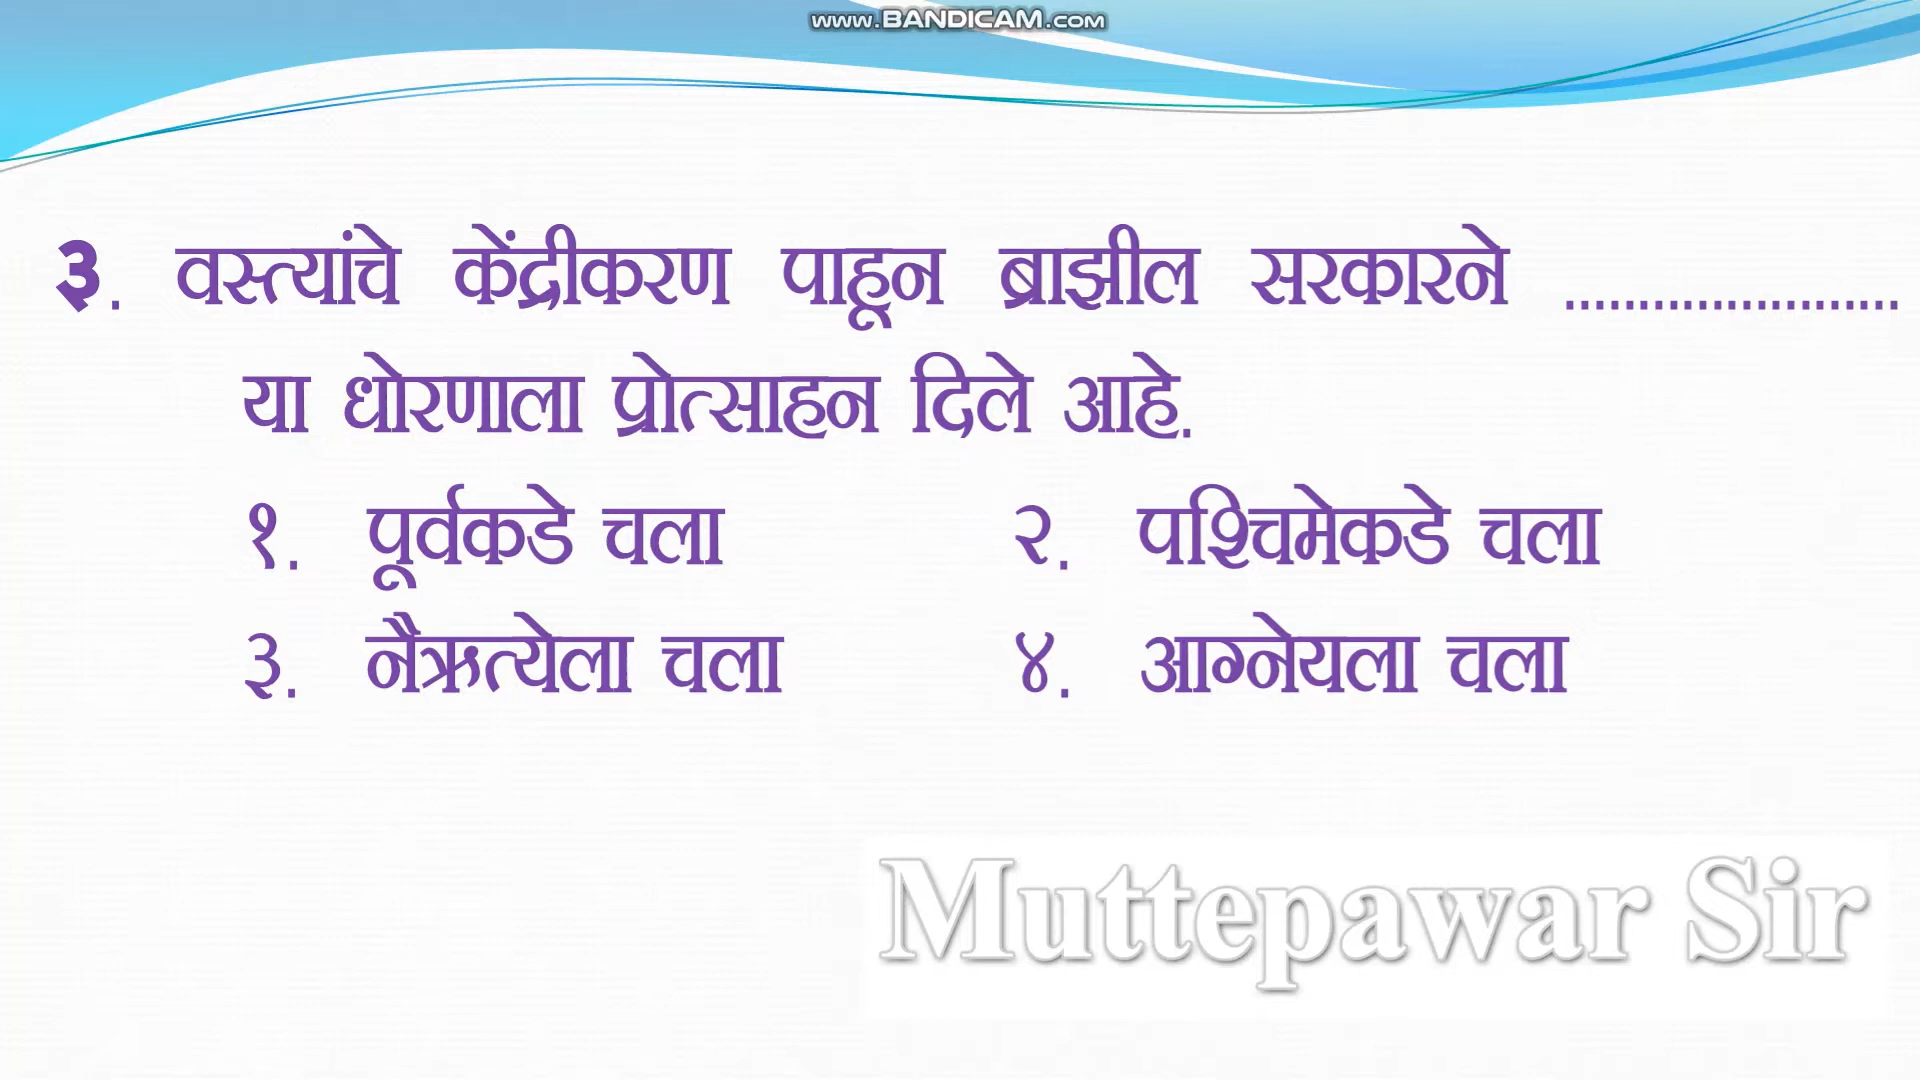 www.BANDICAM.com
३. वस्त्यांचे केंद्रीकरण पाहून ब्राझील सरकारने .......................
या धोरणाला प्रोत्साहन दिले आहे.
१. पूर्वकडे चला २. पश्चिमेकडे चला
३. नैऋत्येला चला ४. आग्नेयला चला
Muttepawar Sir